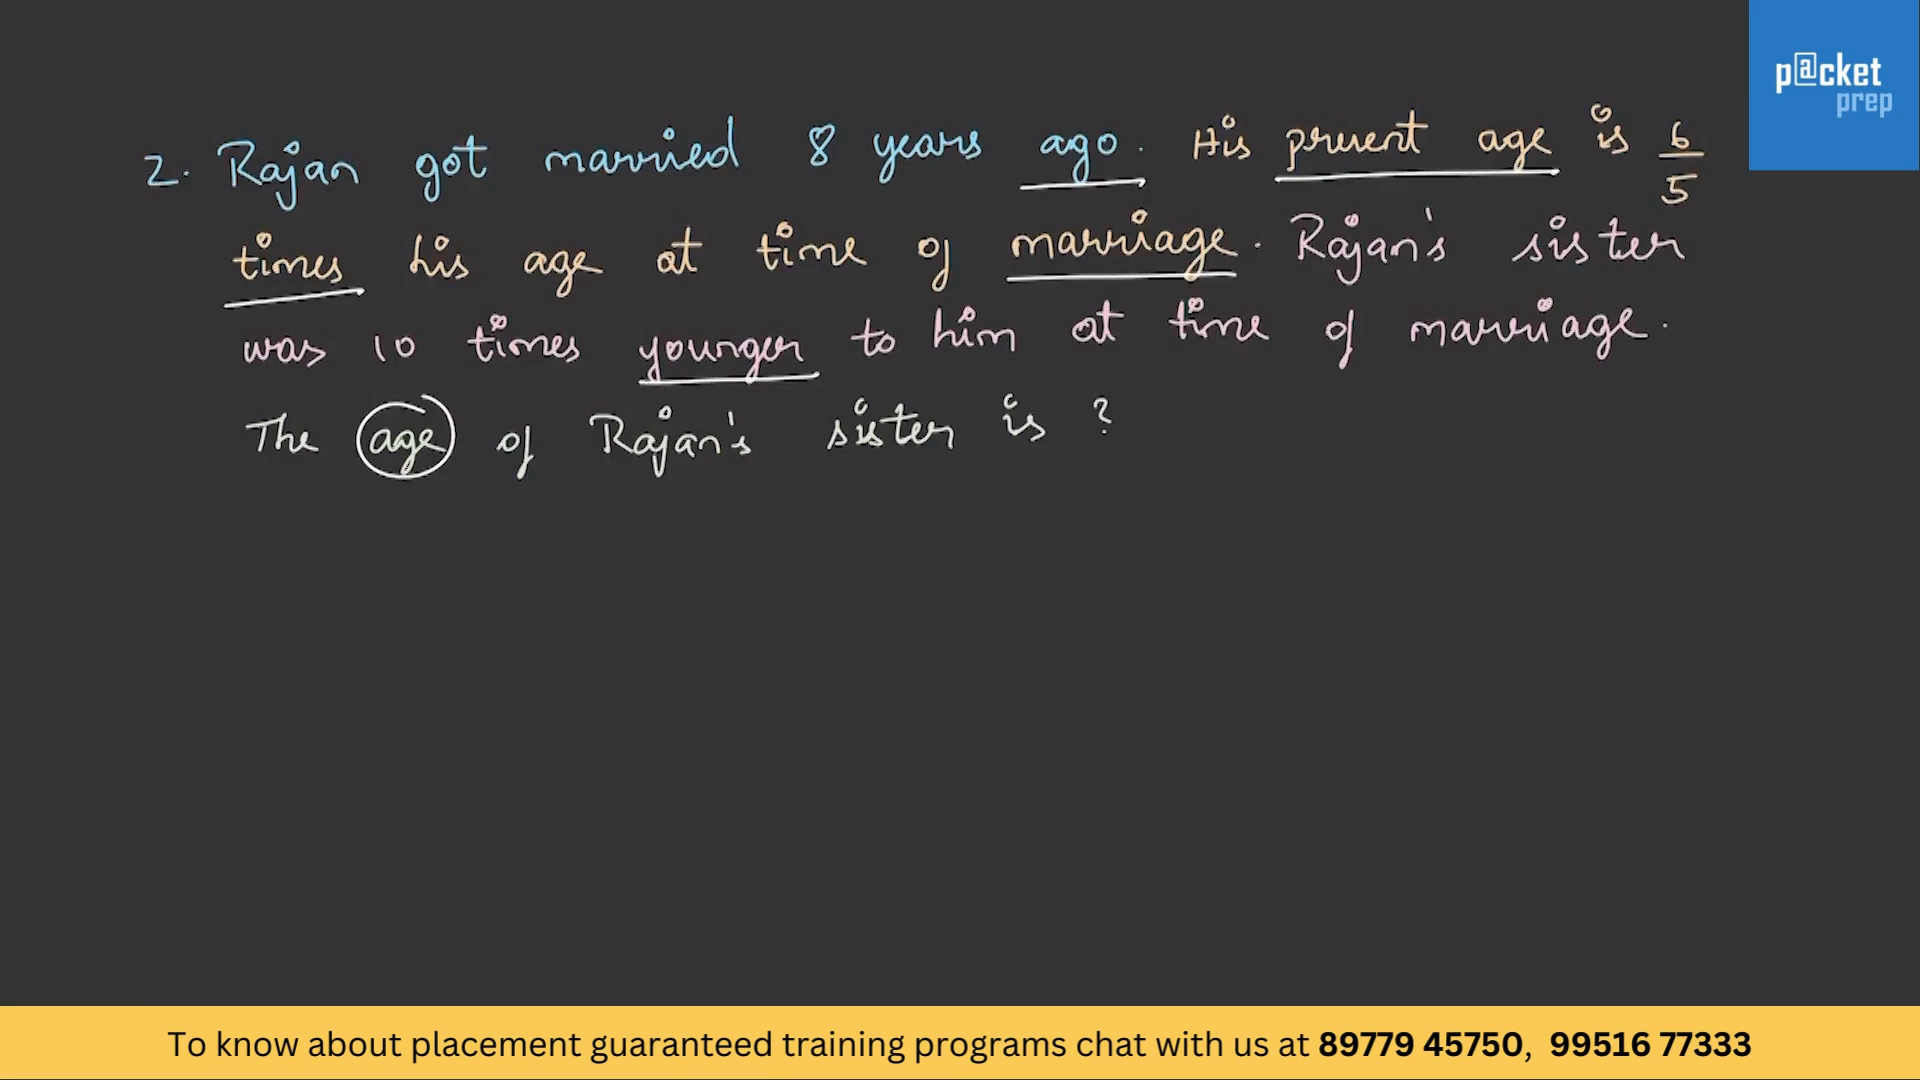 p@cket
prep
2. Rajan got married 8 years ago. His present age is 6/5
times his age at time of marriage. Rajan's sister
was 10 times younger to him at time of marriage.
The age of Rajan's sister is ?
To know about placement guaranteed training programs chat with us at 89779 45750, 99516 77333